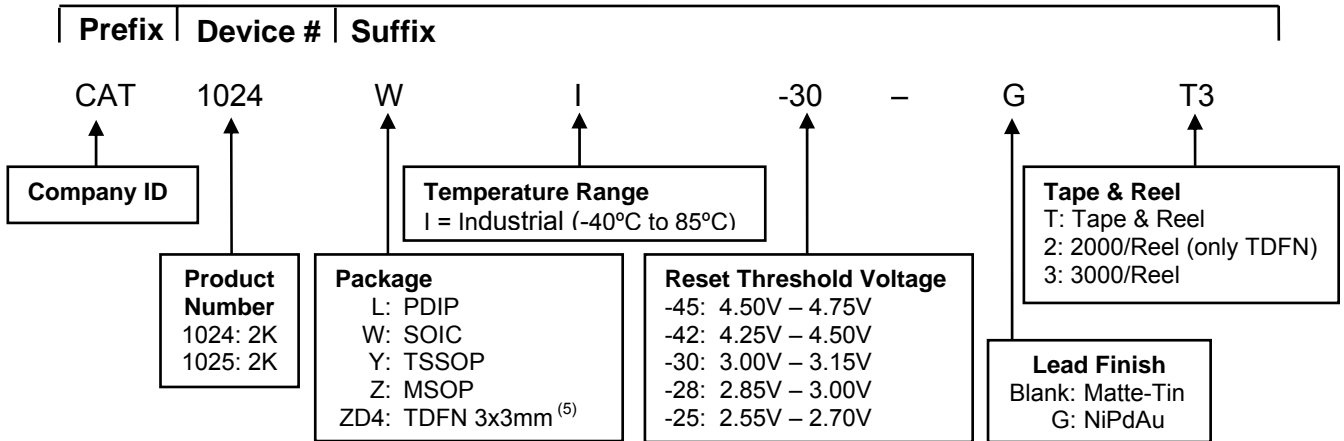 Prefix Device # Suffix
CAT 1024 W I -30 – G T3
Company ID
Temperature Range
I = Industrial (-40ºC to 85ºC)
Tape & Reel
T: Tape & Reel
2: 2000/Reel (only TDFN)
3: 3000/Reel
Product
Number
1024: 2K
1025: 2K
Package
L: PDIP
W: SOIC
Y: TSSOP
Z: MSOP
ZD4: TDFN 3x3mm (5)
Reset Threshold Voltage
-45: 4.50V – 4.75V
-42: 4.25V – 4.50V
-30: 3.00V – 3.15V
-28: 2.85V – 3.00V
-25: 2.55V – 2.70V
Lead Finish
Blank: Matte-Tin
G: NiPdAu